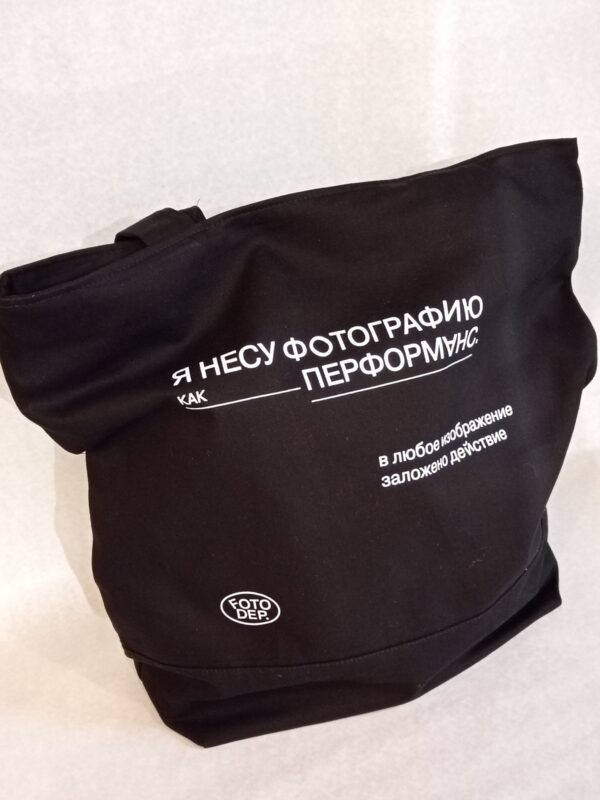 я НЕСУ ФОТОГРАФИЮ
КАК ПЕРФОРМАНС.
в любое изображение
заложено действие
FOTO
DEP.